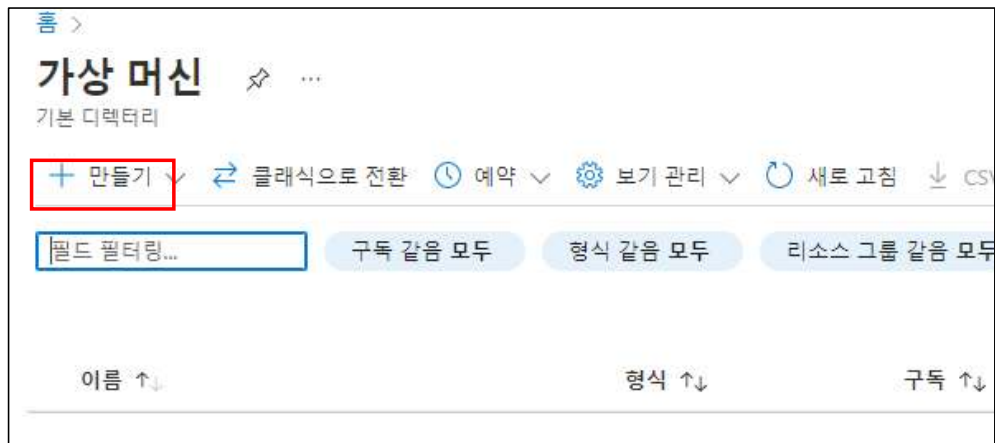 홈 >
가상 머신 ...
기본 디렉터리
+ 만들기 클래식으로 전환 예약 보기 관리 새로 고침 CSV
필드 필터링... 구독 같음 모두 형식 같음 모두 리소스 그룹 같음 모두
이름 ↑↓ 형식 ↑↓ 구독 ↑↓